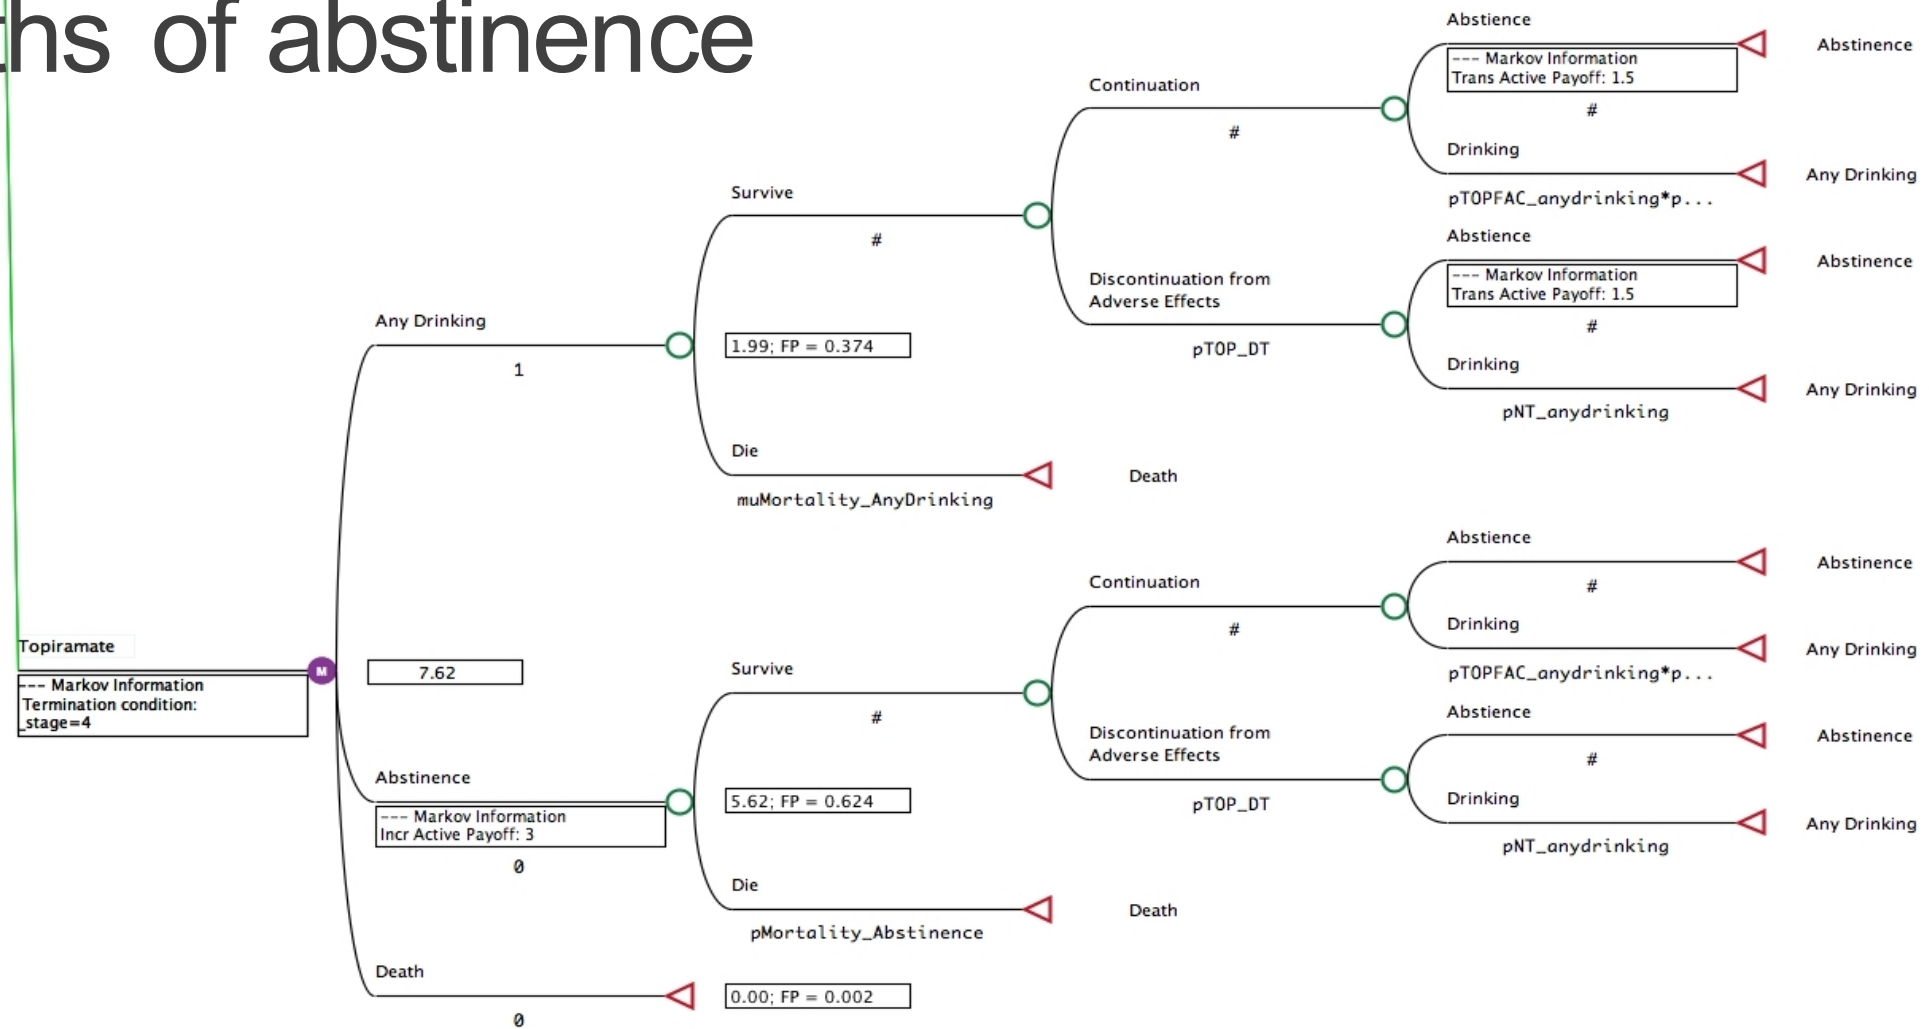 hs of abstinence
Abstience
Abstinence
--- Markov Information
Trans Active Payoff: 1.5
#
Continuation
#
Drinking
Any Drinking
pTOPFAC_anydrinking*p...
Survive
#
Abstience
Abstinence
--- Markov Information
Trans Active Payoff: 1.5
#
Discontinuation from
Adverse Effects
pTOP_DT
Drinking
Any Drinking
pNT_anydrinking
Any Drinking
1
1.99; FP = 0.374
Die
Death
muMortality_AnyDrinking
Topiramate
--- Markov Information
Termination condition:
_stage=4
M
7.62
Abstience
Abstinence
#
Continuation
#
Drinking
Any Drinking
pTOPFAC_anydrinking*p...
Survive
#
Abstience
Abstinence
#
Discontinuation from
Adverse Effects
pTOP_DT
Drinking
Any Drinking
pNT_anydrinking
Abstinence
--- Markov Information
Incr Active Payoff: 3
0
5.62; FP = 0.624
Die
Death
pMortality_Abstinence
Death
0
0.00; FP = 0.002